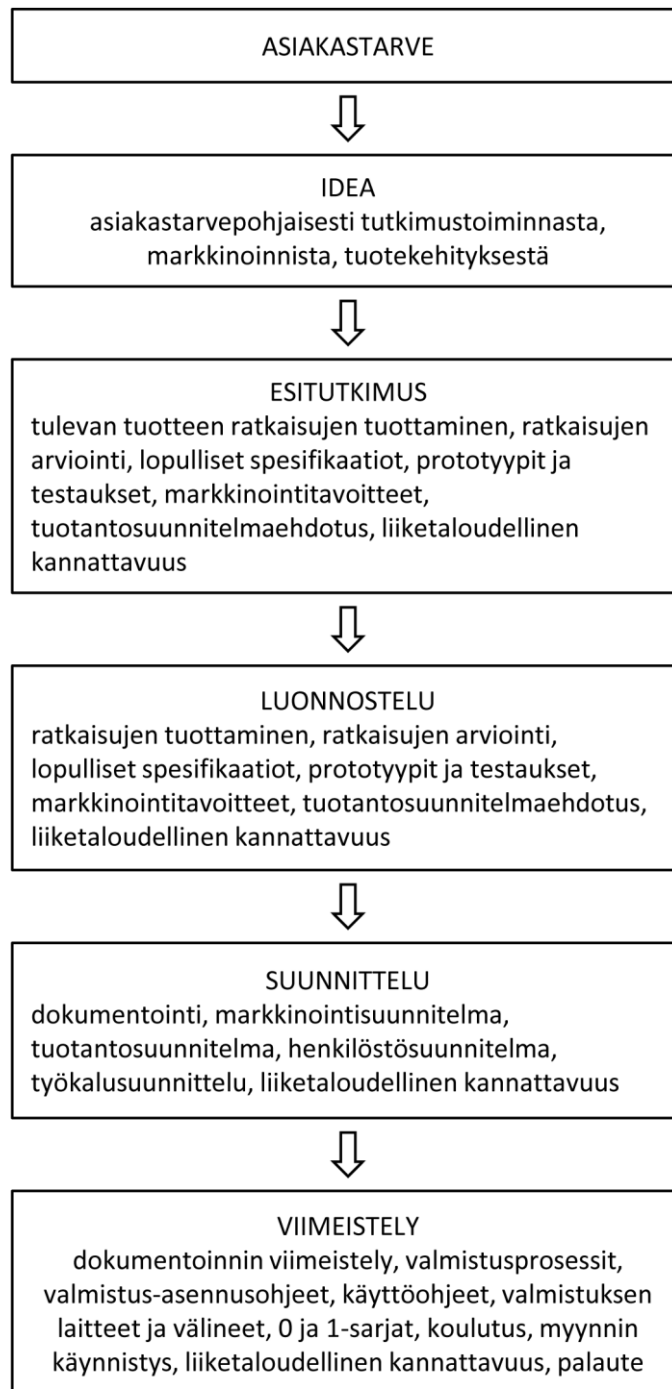 ASIAKASTARVE
IDEA
asiakastarvepohjaisesti tutkimustoiminnasta,
markkinoinnista, tuotekehityksestä
ESITUTKIMUS
tulevan tuotteen ratkaisujen tuottaminen, ratkaisujen
arviointi, lopulliset spesifikaatiot, prototyypit ja
testaukset, markkinointitavoitteet,
tuotantosuunnitelmaehdotus, liiketaloudellinen
kannattavuus
LUONNOSTELU
ratkaisujen tuottaminen, ratkaisujen arviointi,
lopulliset spesifikaatiot, prototyypit ja testaukset,
markkinointitavoitteet, tuotantosuunnitelmaehdotus,
liiketaloudellinen kannattavuus
SUUNNITTELU
dokumentointi, markkinointisuunnitelma,
tuotantosuunnitelma, henkilöstösuunnitelma,
työkalusuunnittelu, liiketaloudellinen kannattavuus
VIIMEISTELY
dokumentoinnin viimeistely, valmistusprosessit,
valmistus-asennusohjeet, käyttöohjeet, valmistuksen
laitteet ja välineet, 0 ja 1-sarjat, koulutus, myynnin
käynnistys, liiketaloudellinen kannattavuus, palaute